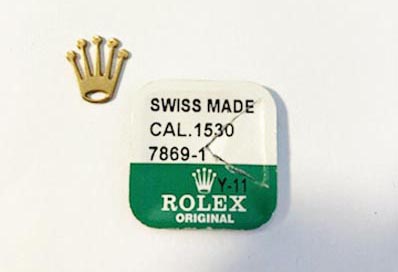 SWISS MADE
CAL.1530
7869-1
Y-11
ROLEX
ORIGINAL